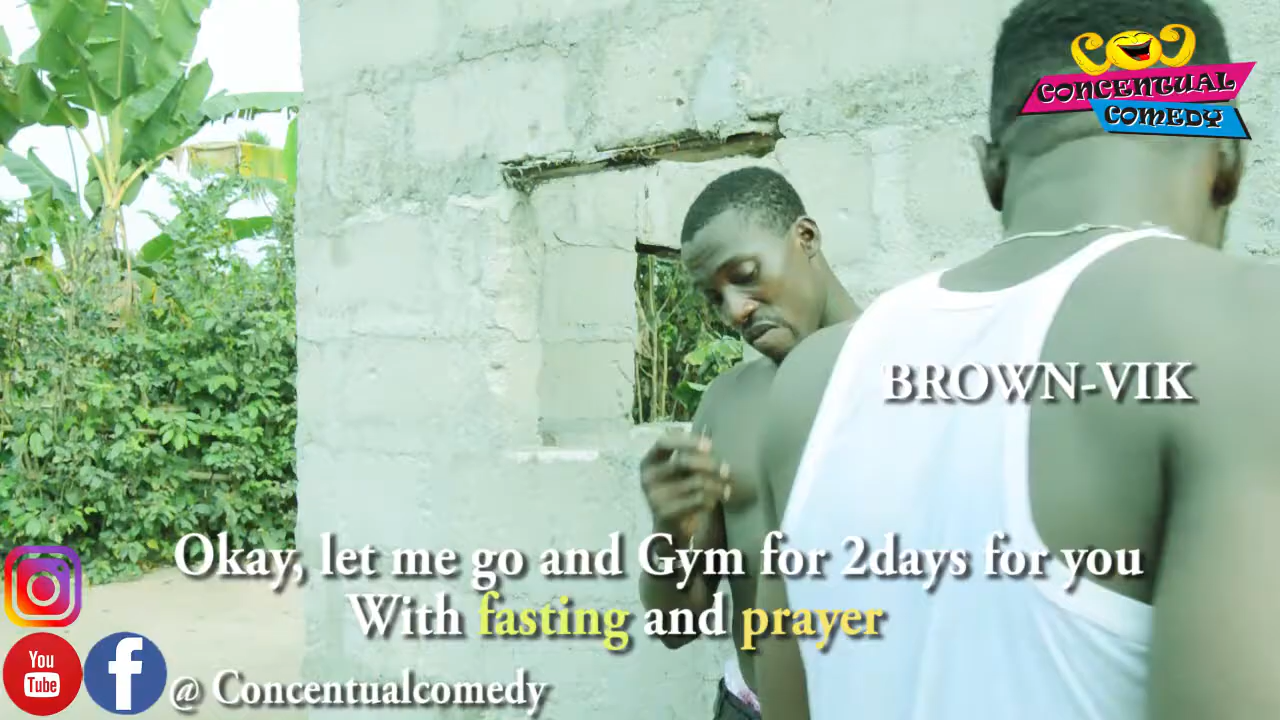 CONCENTUAL
COMEDY
BROWN-VIK
Okay, let me go and Gym for 2days for you
With fasting and prayer
You
Tube
f
@ Concentualcomedy